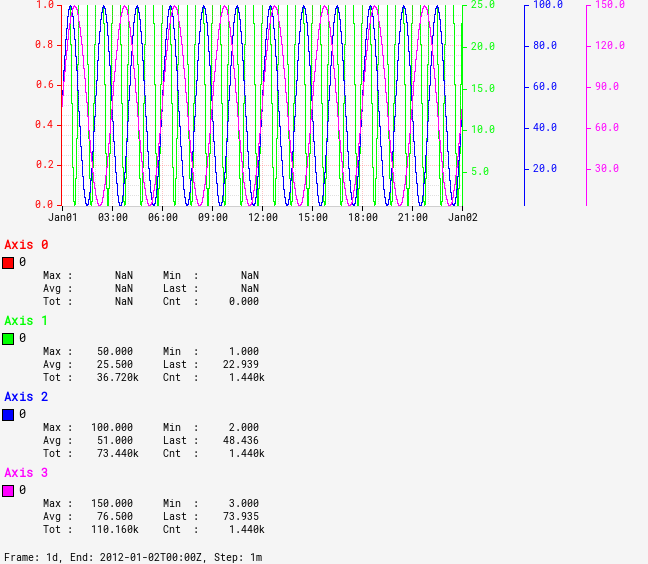 1.0 25.0 100.0 150.0
0.8 20.0 80.0 120.0
0.6 15.0 60.0 90.0
0.4 10.0 40.0 60.0
0.2 5.0 20.0 30.0
0.0
Jan01 03:00 06:00 09:00 12:00 15:00 18:00 21:00 Jan02
Axis 0
0
Max : NaN Min : NaN
Avg : NaN Last : NaN
Tot : NaN Cnt : 0.000
Axis 1
0
Max : 50.000 Min : 1.000
Avg : 25.500 Last : 22.939
Tot : 36.720k Cnt : 1.440k
Axis 2
0
Max : 100.000 Min : 2.000
Avg : 51.000 Last : 48.436
Tot : 73.440k Cnt : 1.440k
Axis 3
0
Max : 150.000 Min : 3.000
Avg : 76.500 Last : 73.935
Tot : 110.160k Cnt : 1.440k
Frame: 1d, End: 2012-01-02T00:00Z, Step: 1m